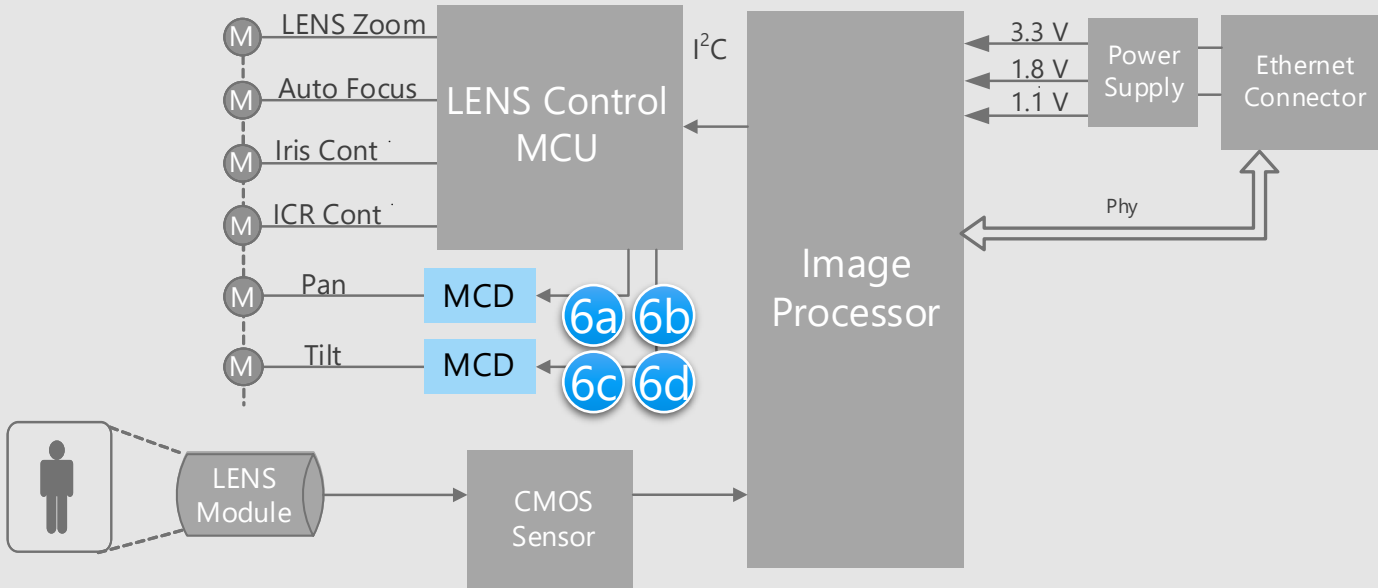 M
LENS Zoom
M
Auto Focus
M
Iris Cont
M
ICR Cont
M
Pan
M
Tilt
LENS Control
MCU
I²C
MCD
MCD
6a
6b
6c
6d
Image
Processor
3.3 V
1.8 V
1.1 V
Power
Supply
Ethernet
Connector
Phy
LENS
Module
CMOS
Sensor